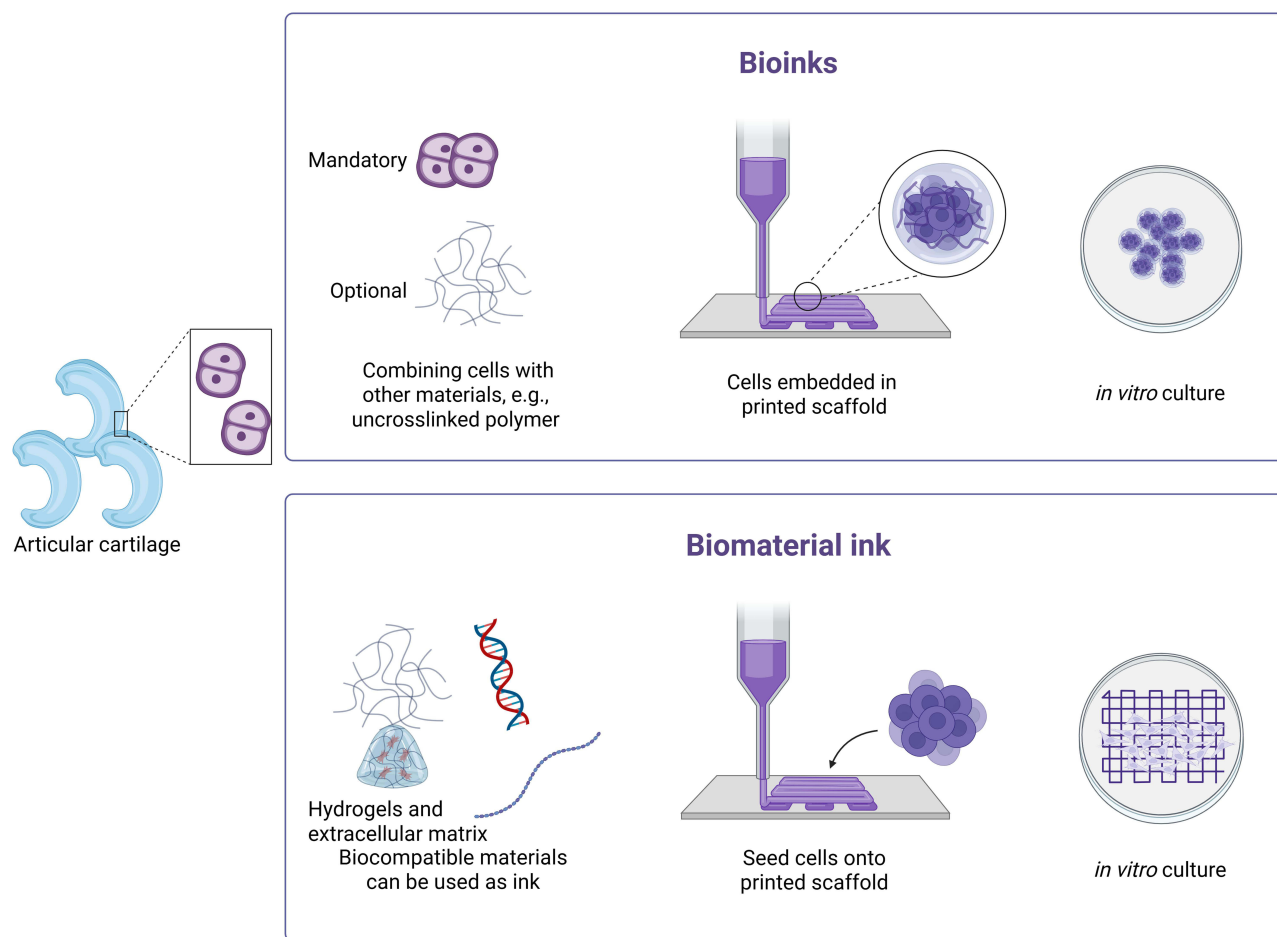 Bioinks
Mandatory
Optional
Combining cells with
other materials, e.g.,
uncrosslinked polymer
Cells embedded in
printed scaffold
in vitro culture
Articular cartilage
Biomaterial ink
Hydrogels and
extracellular matrix
Biocompatible materials
can be used as ink
Seed cells onto
printed scaffold
in vitro culture